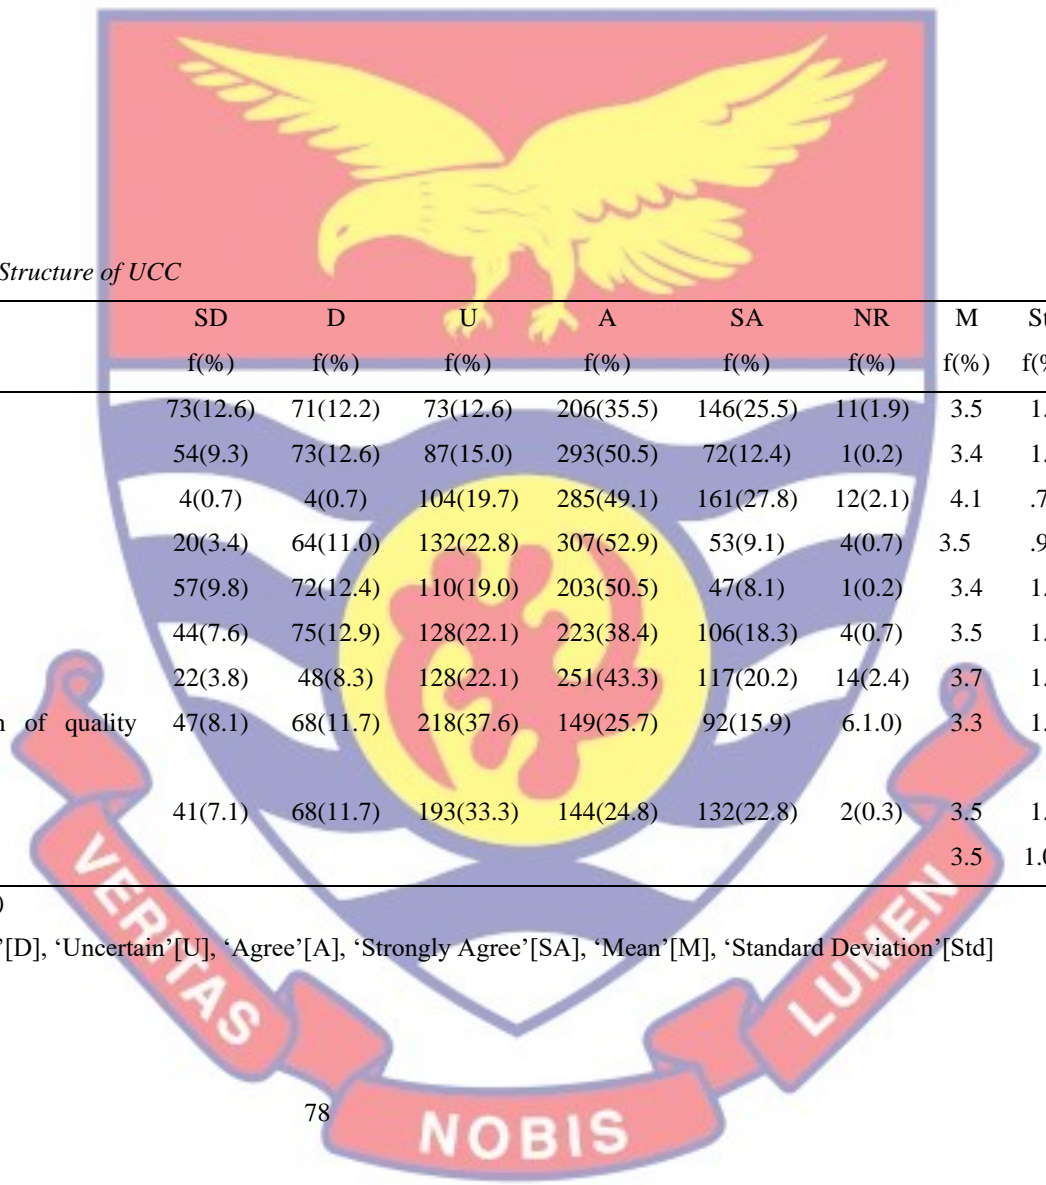 Structure of UCC
SD D U A SA NR M St
f(%) f(%) f(%) f(%) f(%) f(%) f(%) f(%
73(12.6) 71(12.2) 73(12.6) 206(35.5) 146(25.5) 11(1.9) 3.5 1.
54(9.3) 73(12.6) 87(15.0) 293(50.5) 72(12.4) 1(0.2) 3.4 1.
4(0.7) 4(0.7) 104(19.7) 285(49.1) 161(27.8) 12(2.1) 4.1 .7
20(3.4) 64(11.0) 132(22.8) 307(52.9) 53(9.1) 4(0.7) 3.5 .9
57(9.8) 72(12.4) 110(19.0) 203(50.5) 47(8.1) 1(0.2) 3.4 1.
44(7.6) 75(12.9) 128(22.1) 223(38.4) 106(18.3) 4(0.7) 3.5 1.
22(3.8) 48(8.3) 128(22.1) 251(43.3) 117(20.2) 14(2.4) 3.7 1.
n of quality 47(8.1) 68(11.7) 218(37.6) 149(25.7) 92(15.9) 6.1.0) 3.3 1.
41(7.1) 68(11.7) 193(33.3) 144(24.8) 132(22.8) 2(0.3) 3.5 1.
3.5 1.0
)
’[D], ‘Uncertain’[U], ‘Agree’[A], ‘Strongly Agree’[SA], ‘Mean’[M], ‘Standard Deviation’[Std]
78
VERITAS
NOBIS
LUMEN